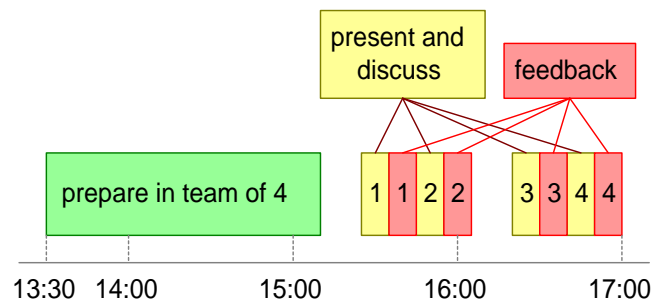 present and
discuss
feedback
prepare in team of 4
1 1 2 2
3 3 4 4
13:30 14:00 15:00 16:00 17:00